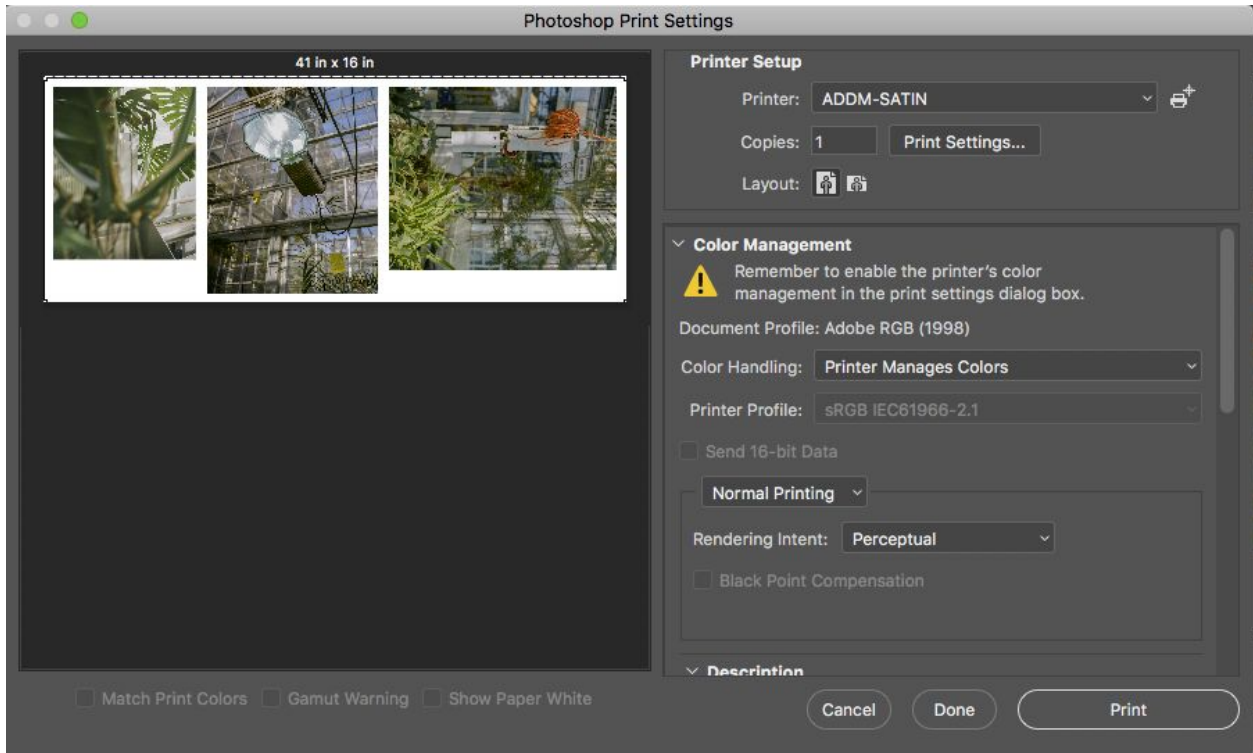 Photoshop Print Settings
41 in x 16 in
Printer Setup
Printer: ADDM-SATIN
Copies: 1 Print Settings...
Layout:
Color Management
Remember to enable the printer's color
management in the print settings dialog box.
Document Profile: Adobe RGB (1998)
Color Handling: Printer Manages Colors
Printer Profile: sRGB IEC61966-2.1
Send 16-bit Data
Normal Printing
Rendering Intent: Perceptual
Black Point Compensation
Description
Match Print Colors Gamut Warning Show Paper White
Cancel Done Print